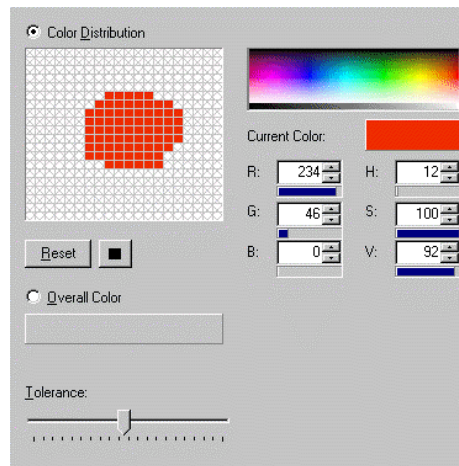 Color Distribution
Current Color:
R: 234 H: 12
G: 46 S: 100
Reset B: 0 V: 92
Overall Color
Tolerance: